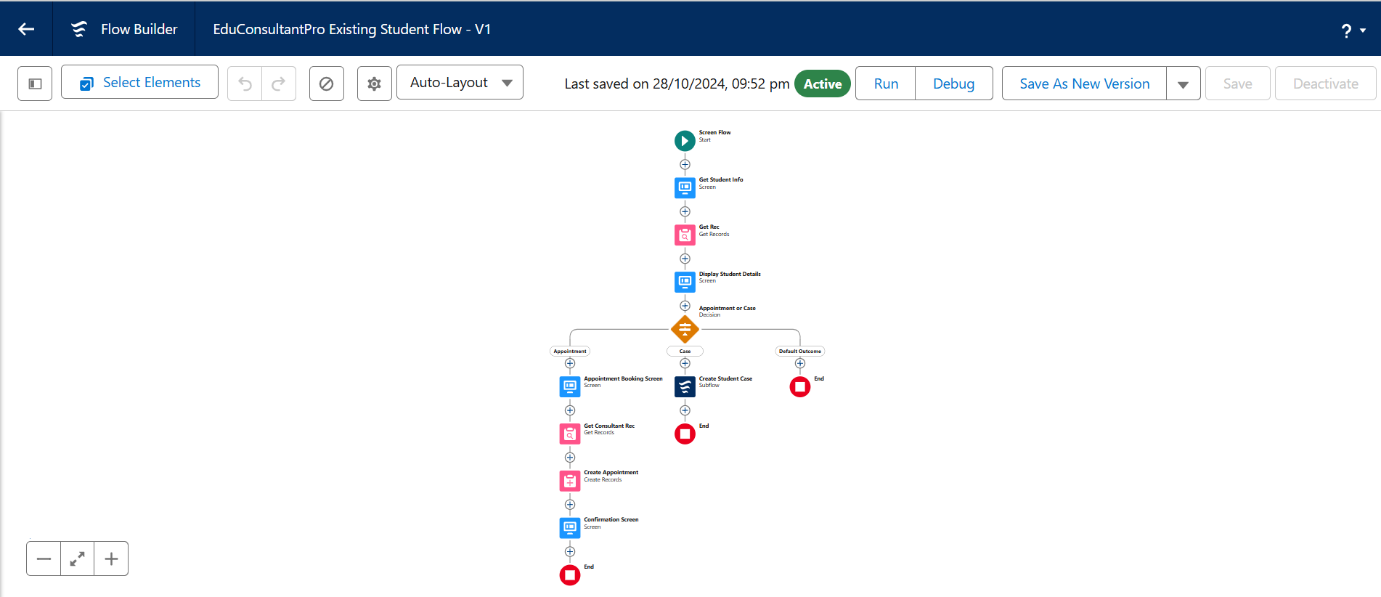 Flow Builder
EduConsultantPro Existing Student Flow - V1
?
Select Elements
Auto-Layout
Last saved on 28/10/2024, 09:52 pm
Active
Run
Debug
Save As New Version
Save
Deactivate
Screen Flow
Start
Get Student Info
Screen
Get Rec
Get Records
Display Student Details
Screen
Appointment or Case
Decision
Appointment
Case
Default Outcome
Appointment Booking Screen
Screen
Create Student Case
Subflow
End
Get Consultant Rec
Get Records
End
Create Appointment
Create Records
Confirmation Screen
Screen
End